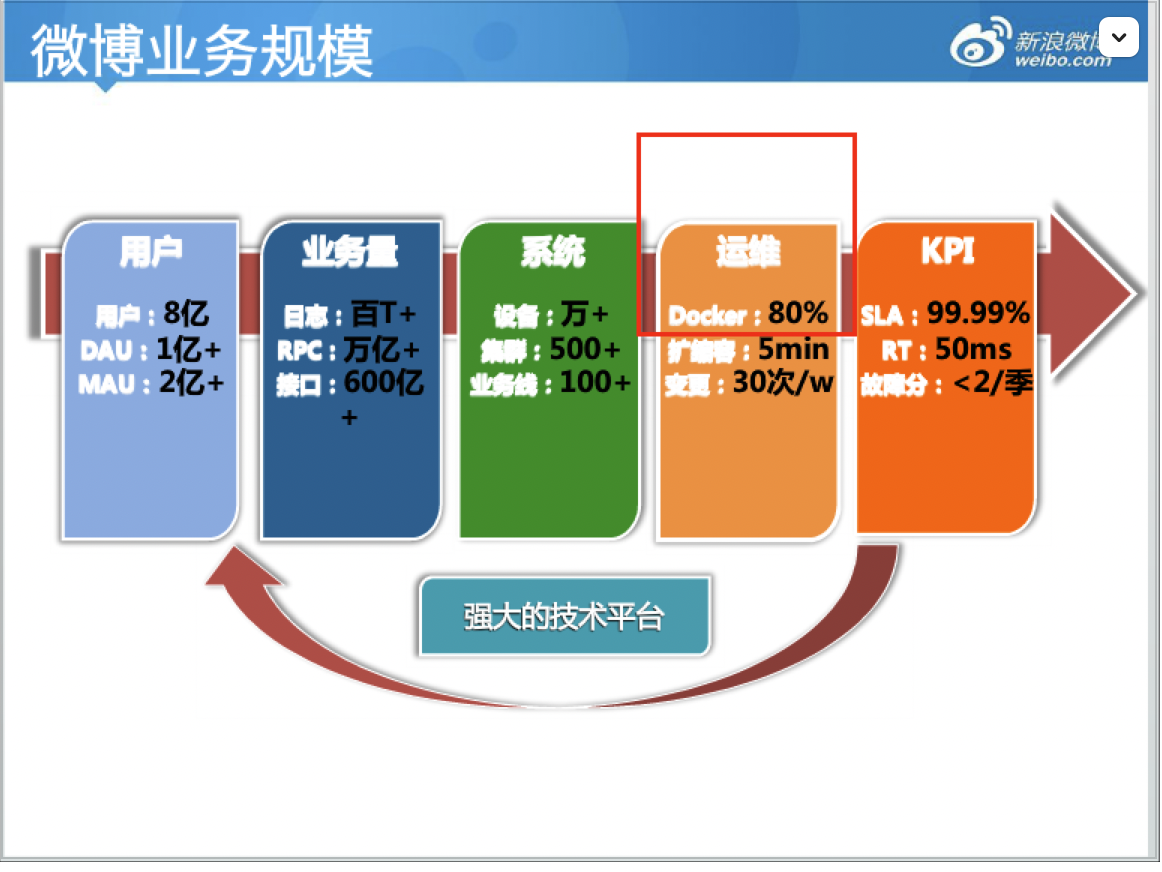 微博业务规模
新浪微
weibo.com
用户
用户：8亿
DAU：1亿+
MAU：2亿+
业务量
日志：百T+
RPC：万亿+
接口：600亿
+
系统
设备：万+
集群：500+
业务线：100+
运维
Docker：80%
扩缩容：5min
变更：30次/w
KPI
SLA：99.99%
RT：50ms
故障分：<2/季
强大的技术平台